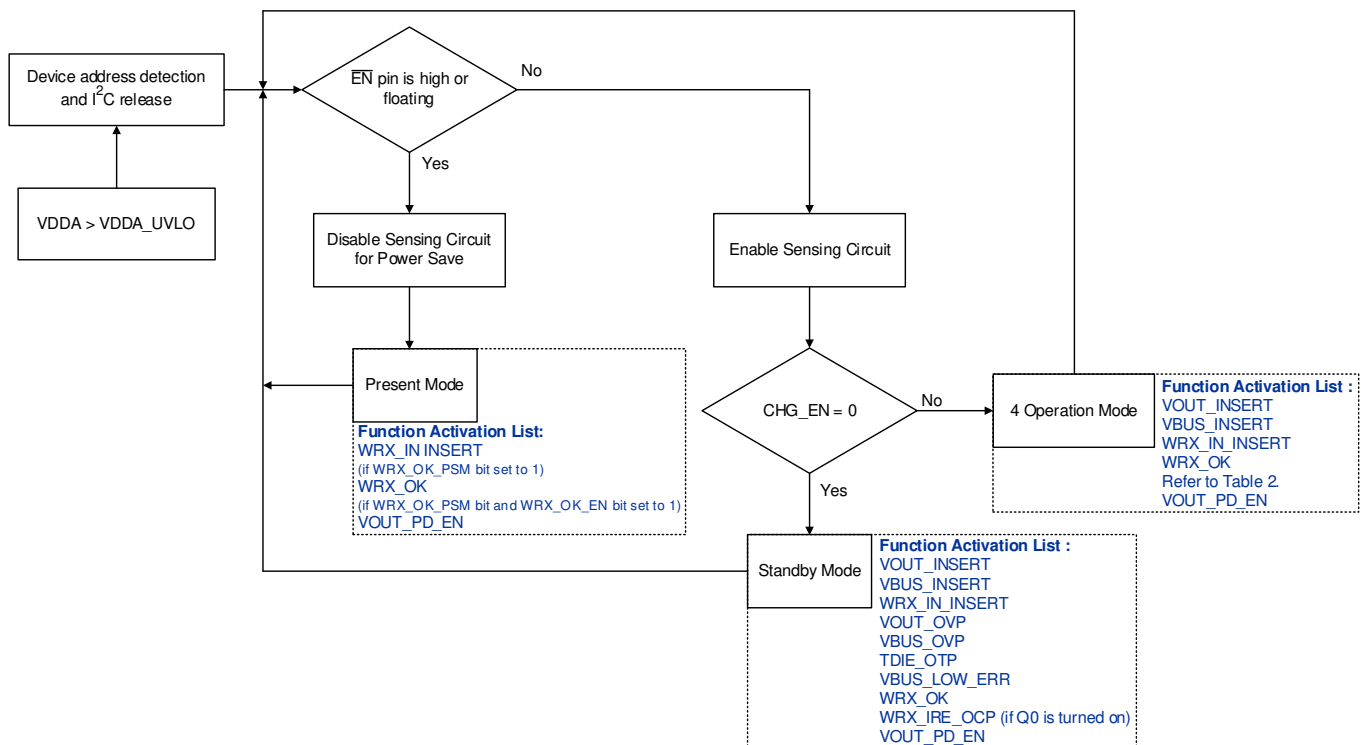 Device address detection
and I²C release
VDDA > VDDA_UVLO
E̅N̅ pin is high or
floating
No
Yes
Disable Sensing Circuit
for Power Save
Enable Sensing Circuit
Present Mode
Function Activation List:
WRX_IN INSERT
(if WRX_OK_PSM bit set to 1)
WRX_OK
(if WRX_OK_PSM bit and WRX_OK_EN bit set to 1)
VOUT_PD_EN
CHG_EN = 0
No
Yes
4 Operation Mode
Function Activation List :
VOUT_INSERT
VBUS_INSERT
WRX_IN_INSERT
WRX_OK
Refer to Table 2.
VOUT_PD_EN
Standby Mode
Function Activation List :
VOUT_INSERT
VBUS_INSERT
WRX_IN_INSERT
VOUT_OVP
VBUS_OVP
TDIE_OTP
VBUS_LOW_ERR
WRX_OK
WRX_IRE_OCP (if Q0 is turned on)
VOUT_PD_EN